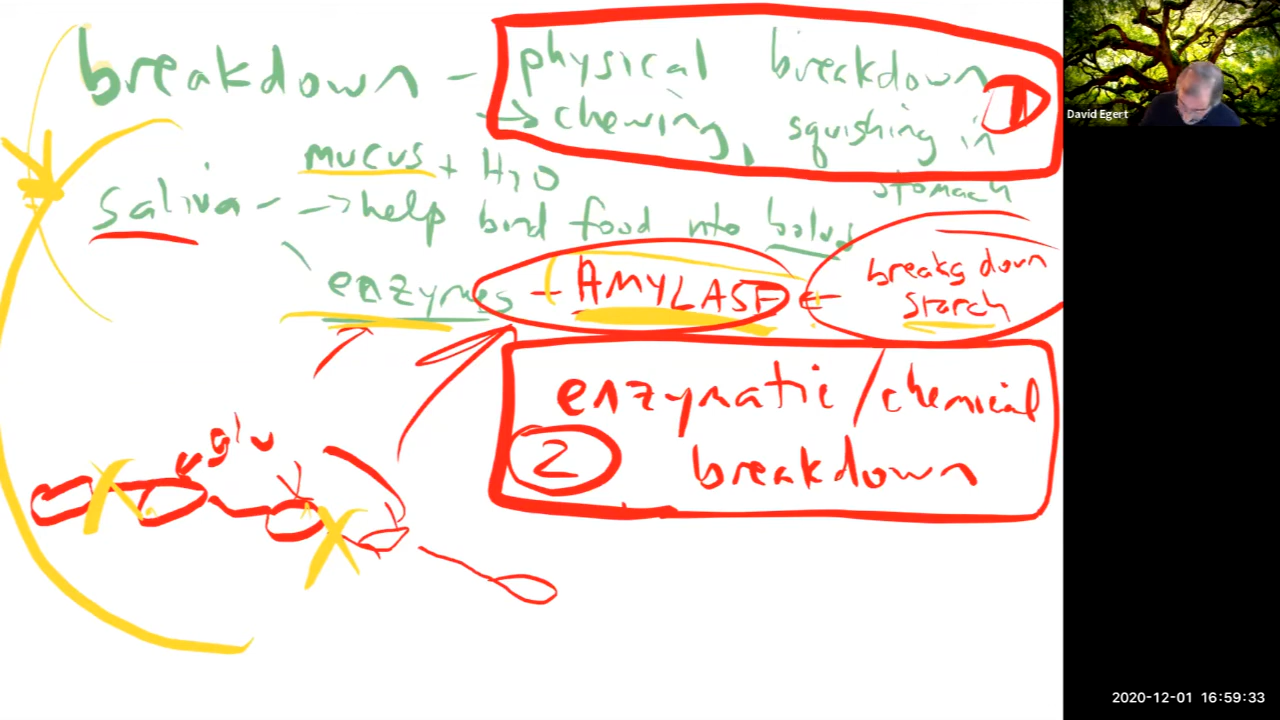 breakdown - physical breakdown
→ chewing, squishing in
stomach
1
mucus + H2O
saliva - → help bind food into bolus
enzymes - AMYLASE ← breaks down
starch
enzymatic/chemical
2 breakdown
glu
David Egert
2020-12-01 16:59:33